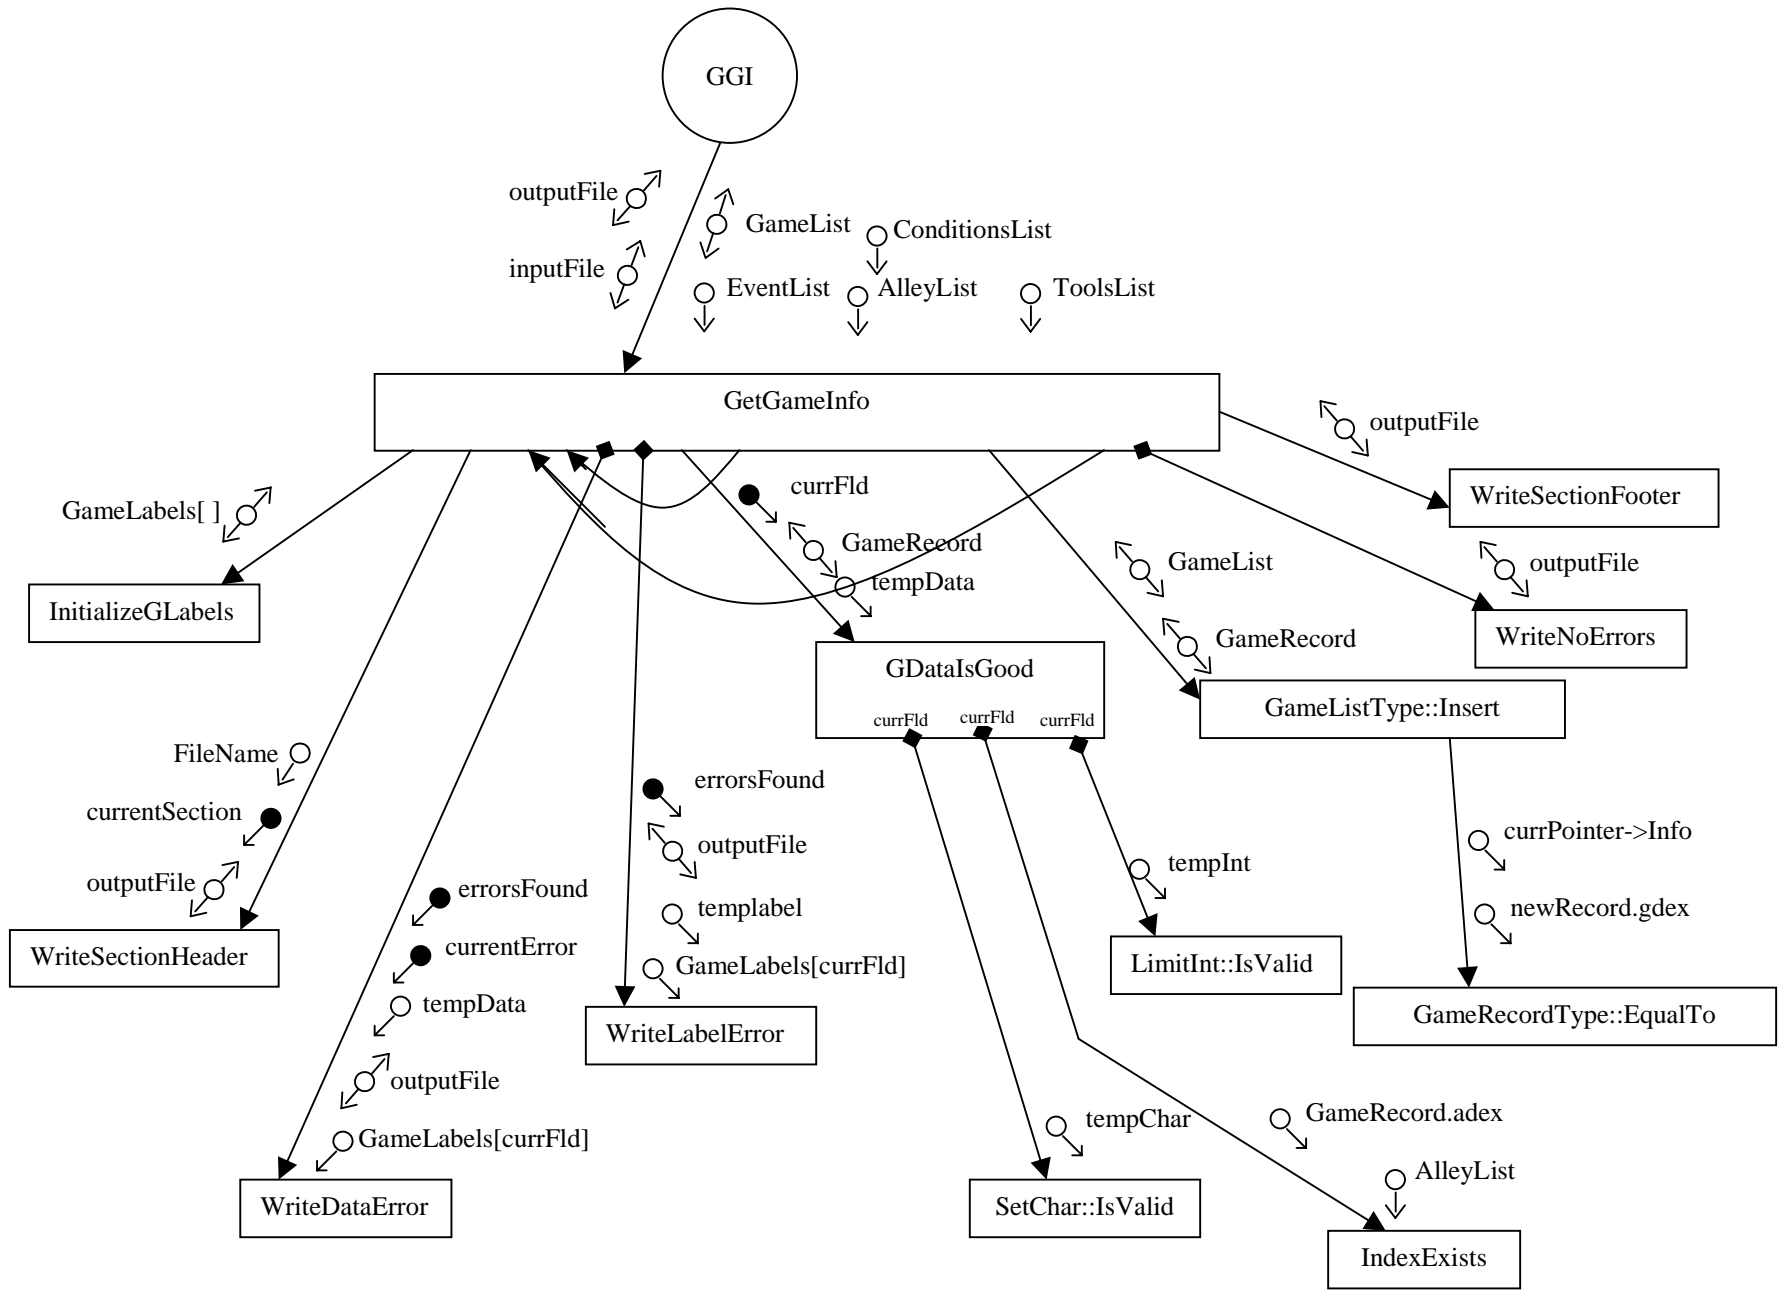 GGI
outputFile
GameList
ConditionsList
inputFile
EventList
AlleyList
ToolsList
GetGameInfo
outputFile
currFld
WriteSectionFooter
GameLabels[ ]
GameRecord
GameList
outputFile
tempData
InitializeGLabels
GameRecord
WriteNoErrors
GDataIsGood
GameListType::Insert
currFld
currFld
currFld
FileName
errorsFound
currentSection
currPointer->Info
outputFile
tempInt
outputFile
errorsFound
templabel
newRecord.gdex
currentError
WriteSectionHeader
GameLabels[currFld]
LimitInt::IsValid
tempData
GameRecordType::EqualTo
WriteLabelError
outputFile
GameLabels[currFld]
tempChar
GameRecord.adex
AlleyList
WriteDataError
SetChar::IsValid
IndexExists